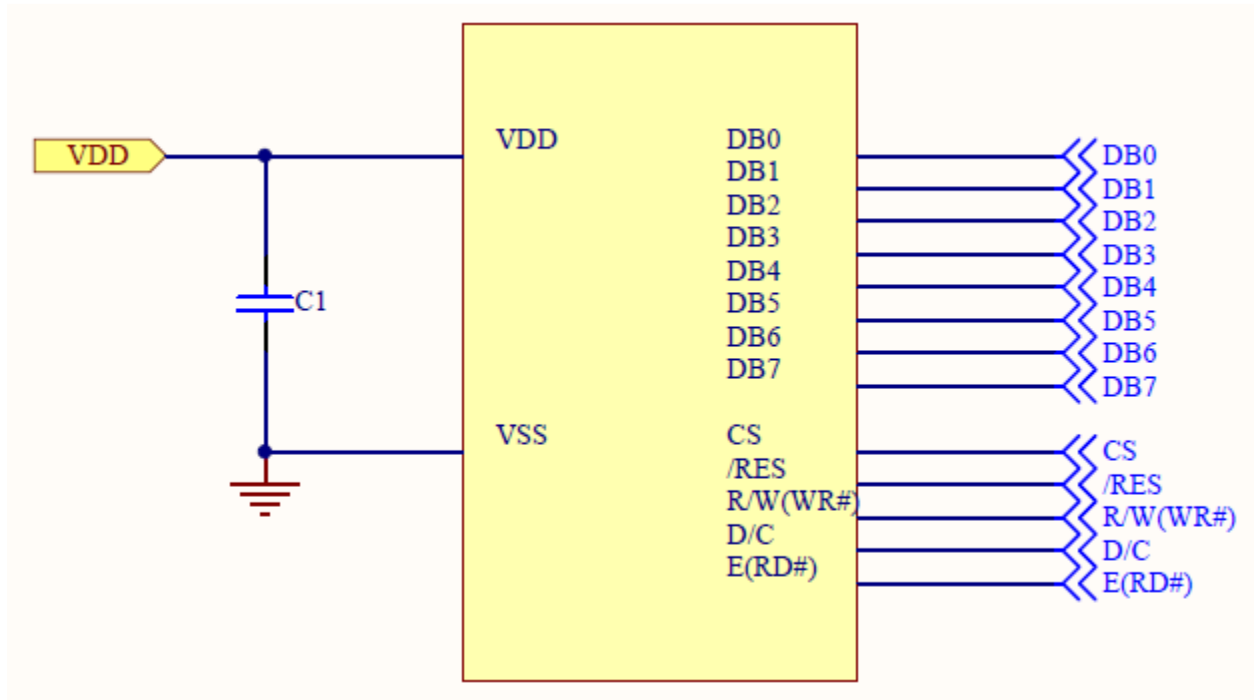 VDD
VDD
DB0
DB0
DB1
DB1
DB2
DB2
DB3
DB3
DB4
DB4
C1
DB5
DB5
DB6
DB6
DB7
DB7
VSS
CS
CS
/RES
/RES
R/W(WR#)
R/W(WR#)
D/C
D/C
E(RD#)
E(RD#)